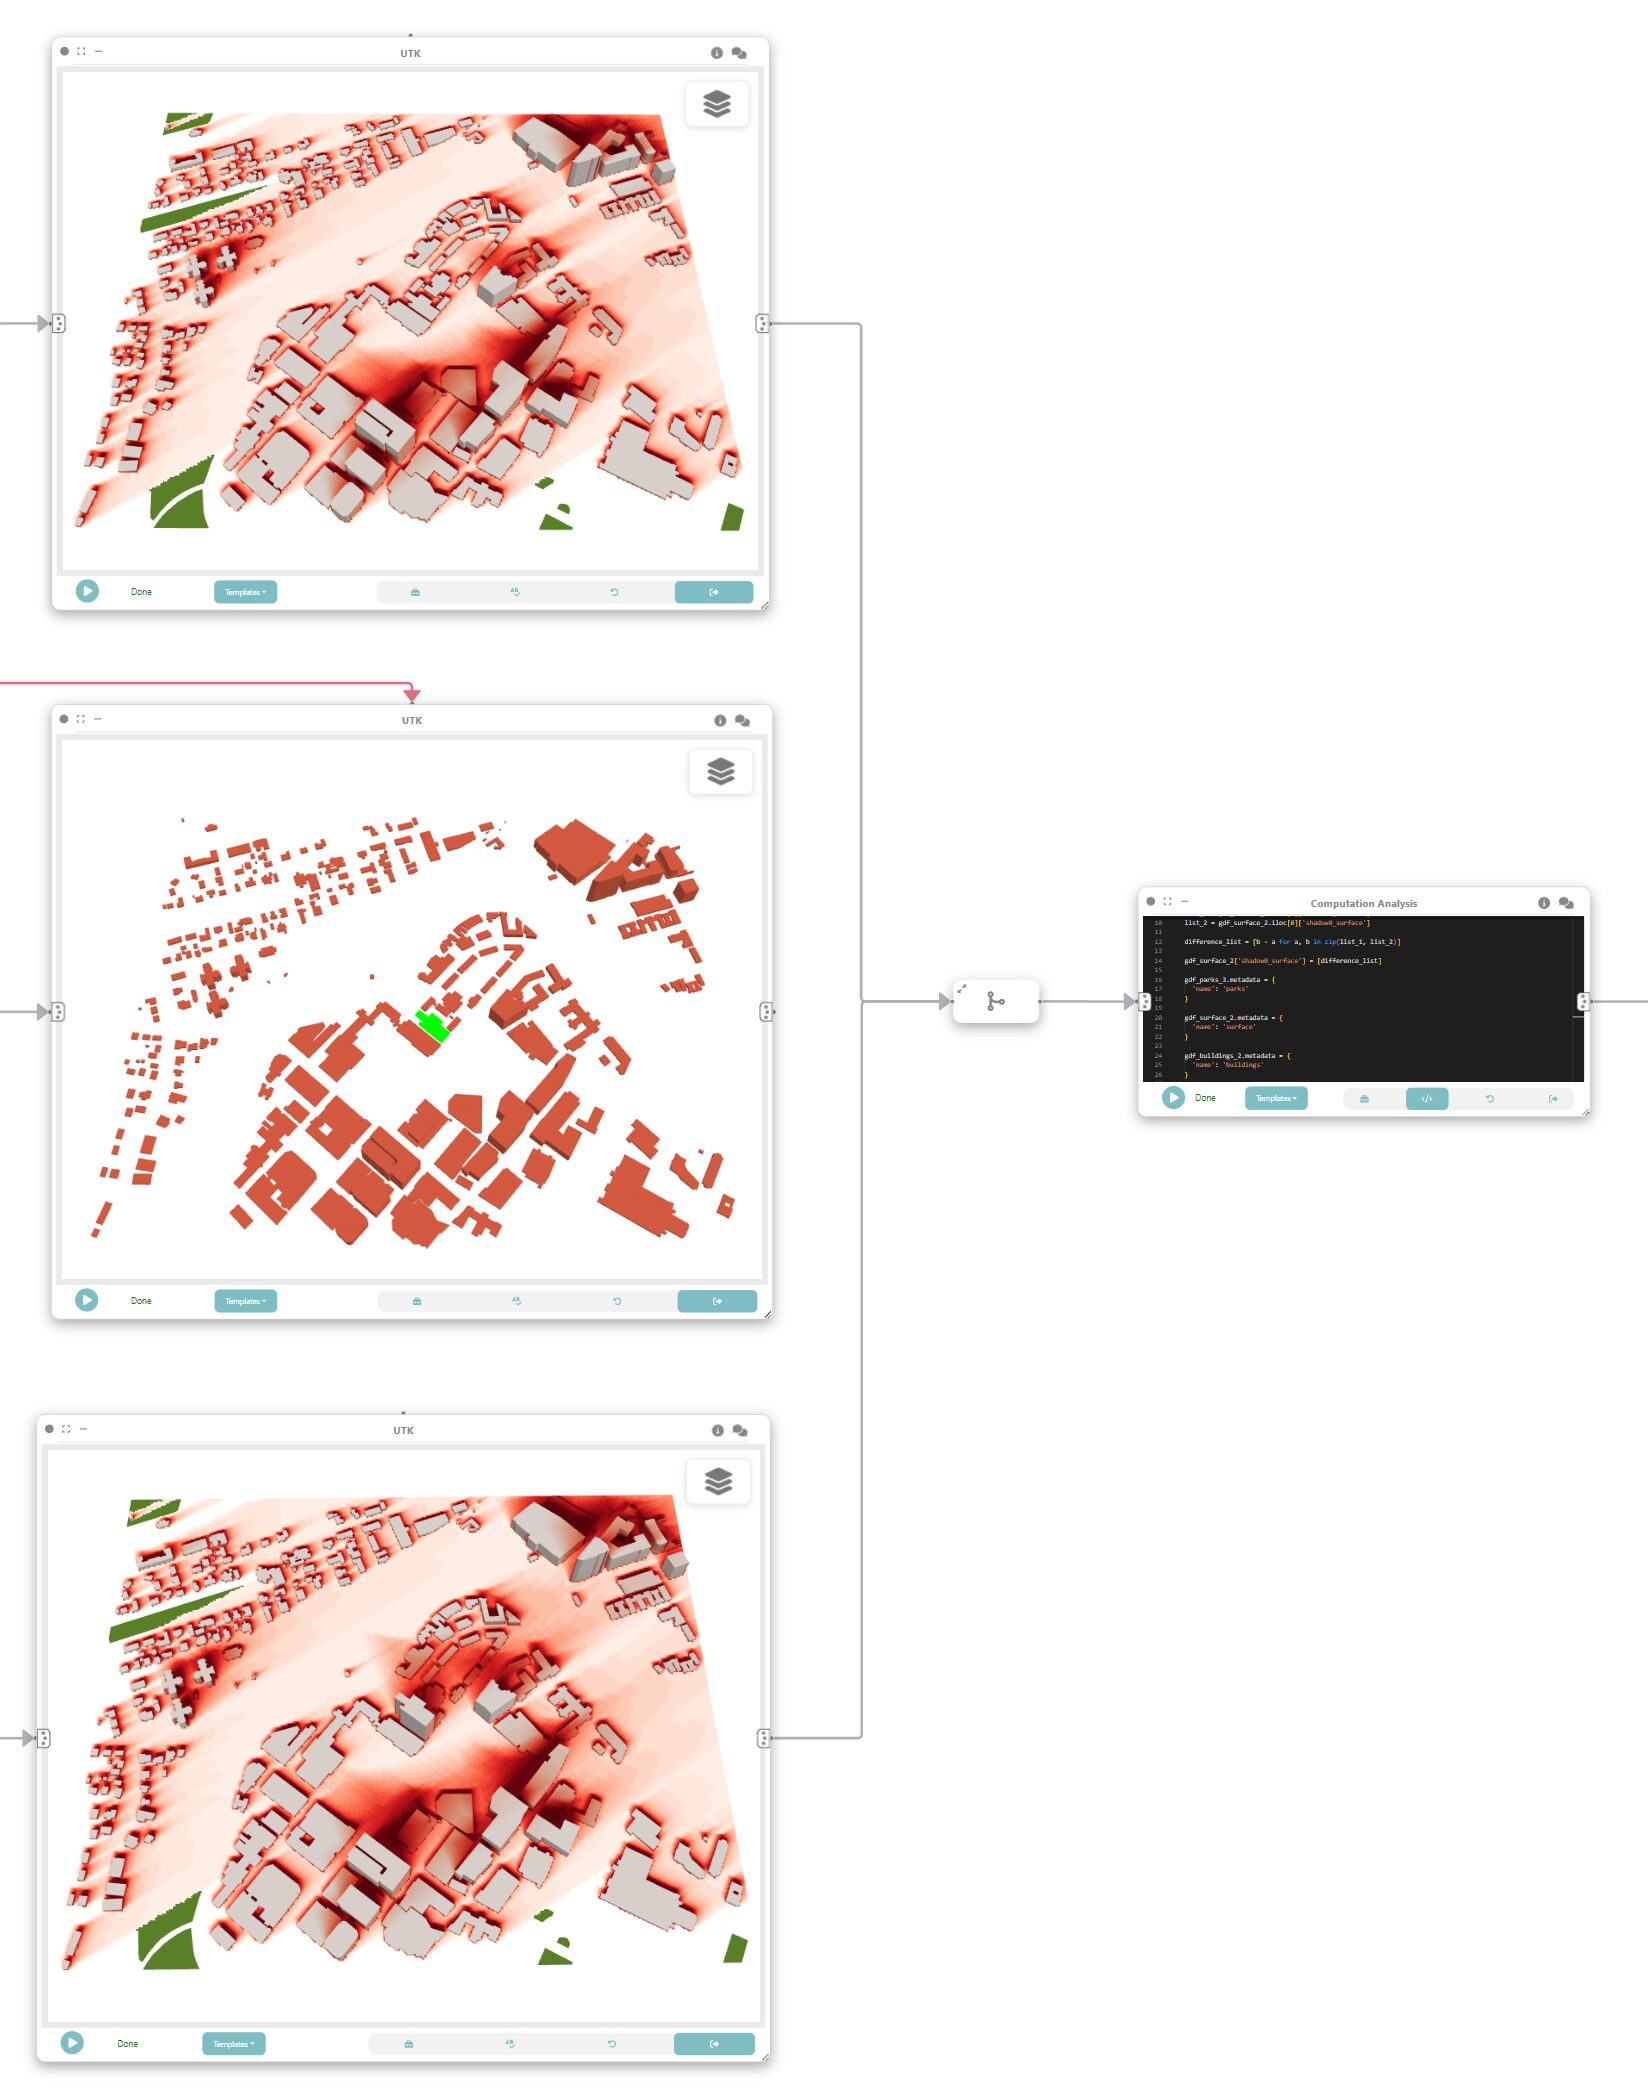 UTK
Done
Templates
UTK
Done
Templates
Computation Analysis
10 list_2 = gdf_surface_2.iloc[0]['shadow0_surface']
11
12 difference_list = [b - a for a, b in zip(list_1, list_2)]
13
14 gdf_surface_2['shadow0_surface'] = [difference_list]
15
16 gdf_parks_3.metadata = {
17 'name': 'parks'
18 }
19
20 gdf_surface_2.metadata = {
21 'name': 'surface'
22 }
23
24 gdf_buildings_2.metadata = {
25 'name': 'buildings'
26 }
Done
Templates
UTK
Done
Templates